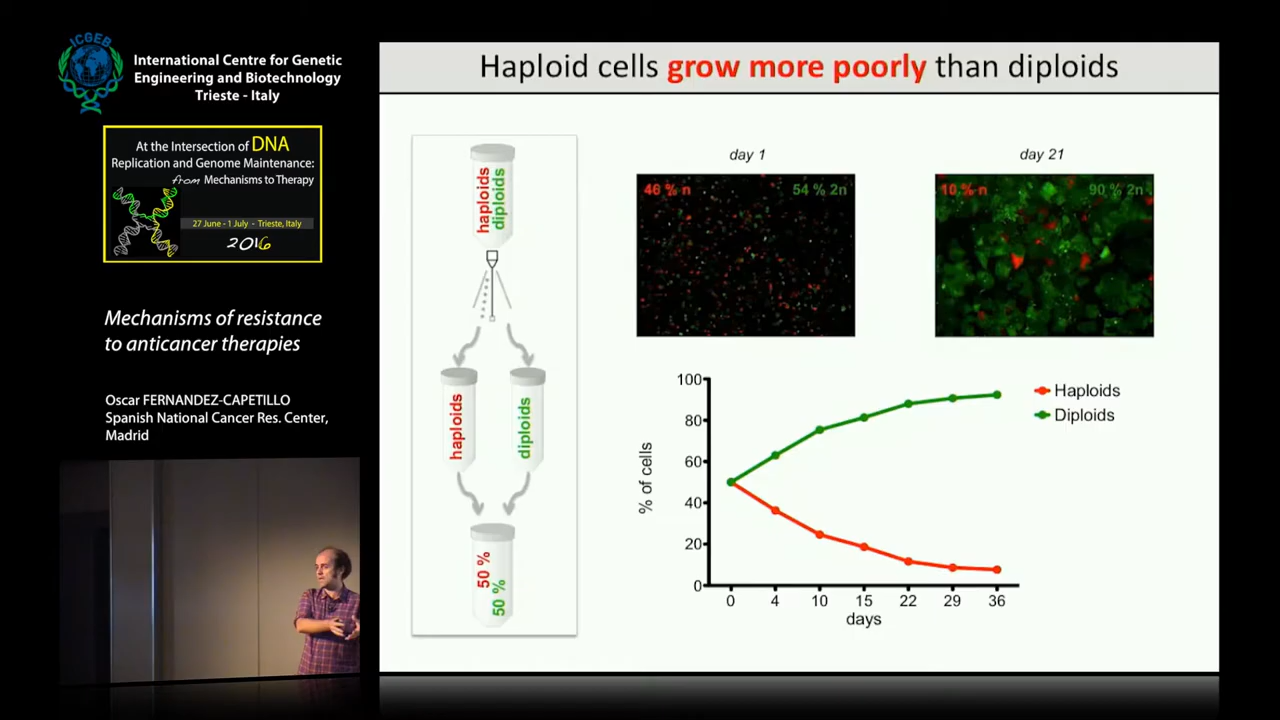 ICGEB
International Centre for Genetic
Engineering and Biotechnology
Trieste - Italy
At the Intersection of DNA
Replication and Genome Maintenance:
from Mechanisms to Therapy
27 June - 1 July - Trieste, Italy
2016
Mechanisms of resistance
to anticancer therapies
Oscar FERNANDEZ-CAPETILLO
Spanish National Cancer Res. Center,
Madrid
Haploid cells grow more poorly than diploids
haploids
diploids
haploids
diploids
50 %
50 %
day 1
46 % n
54 % 2n
day 21
10 % n
90 % 2n
% of cells
100
80
60
40
20
0
0 4 10 15 22 29 36
days
Haploids
Diploids